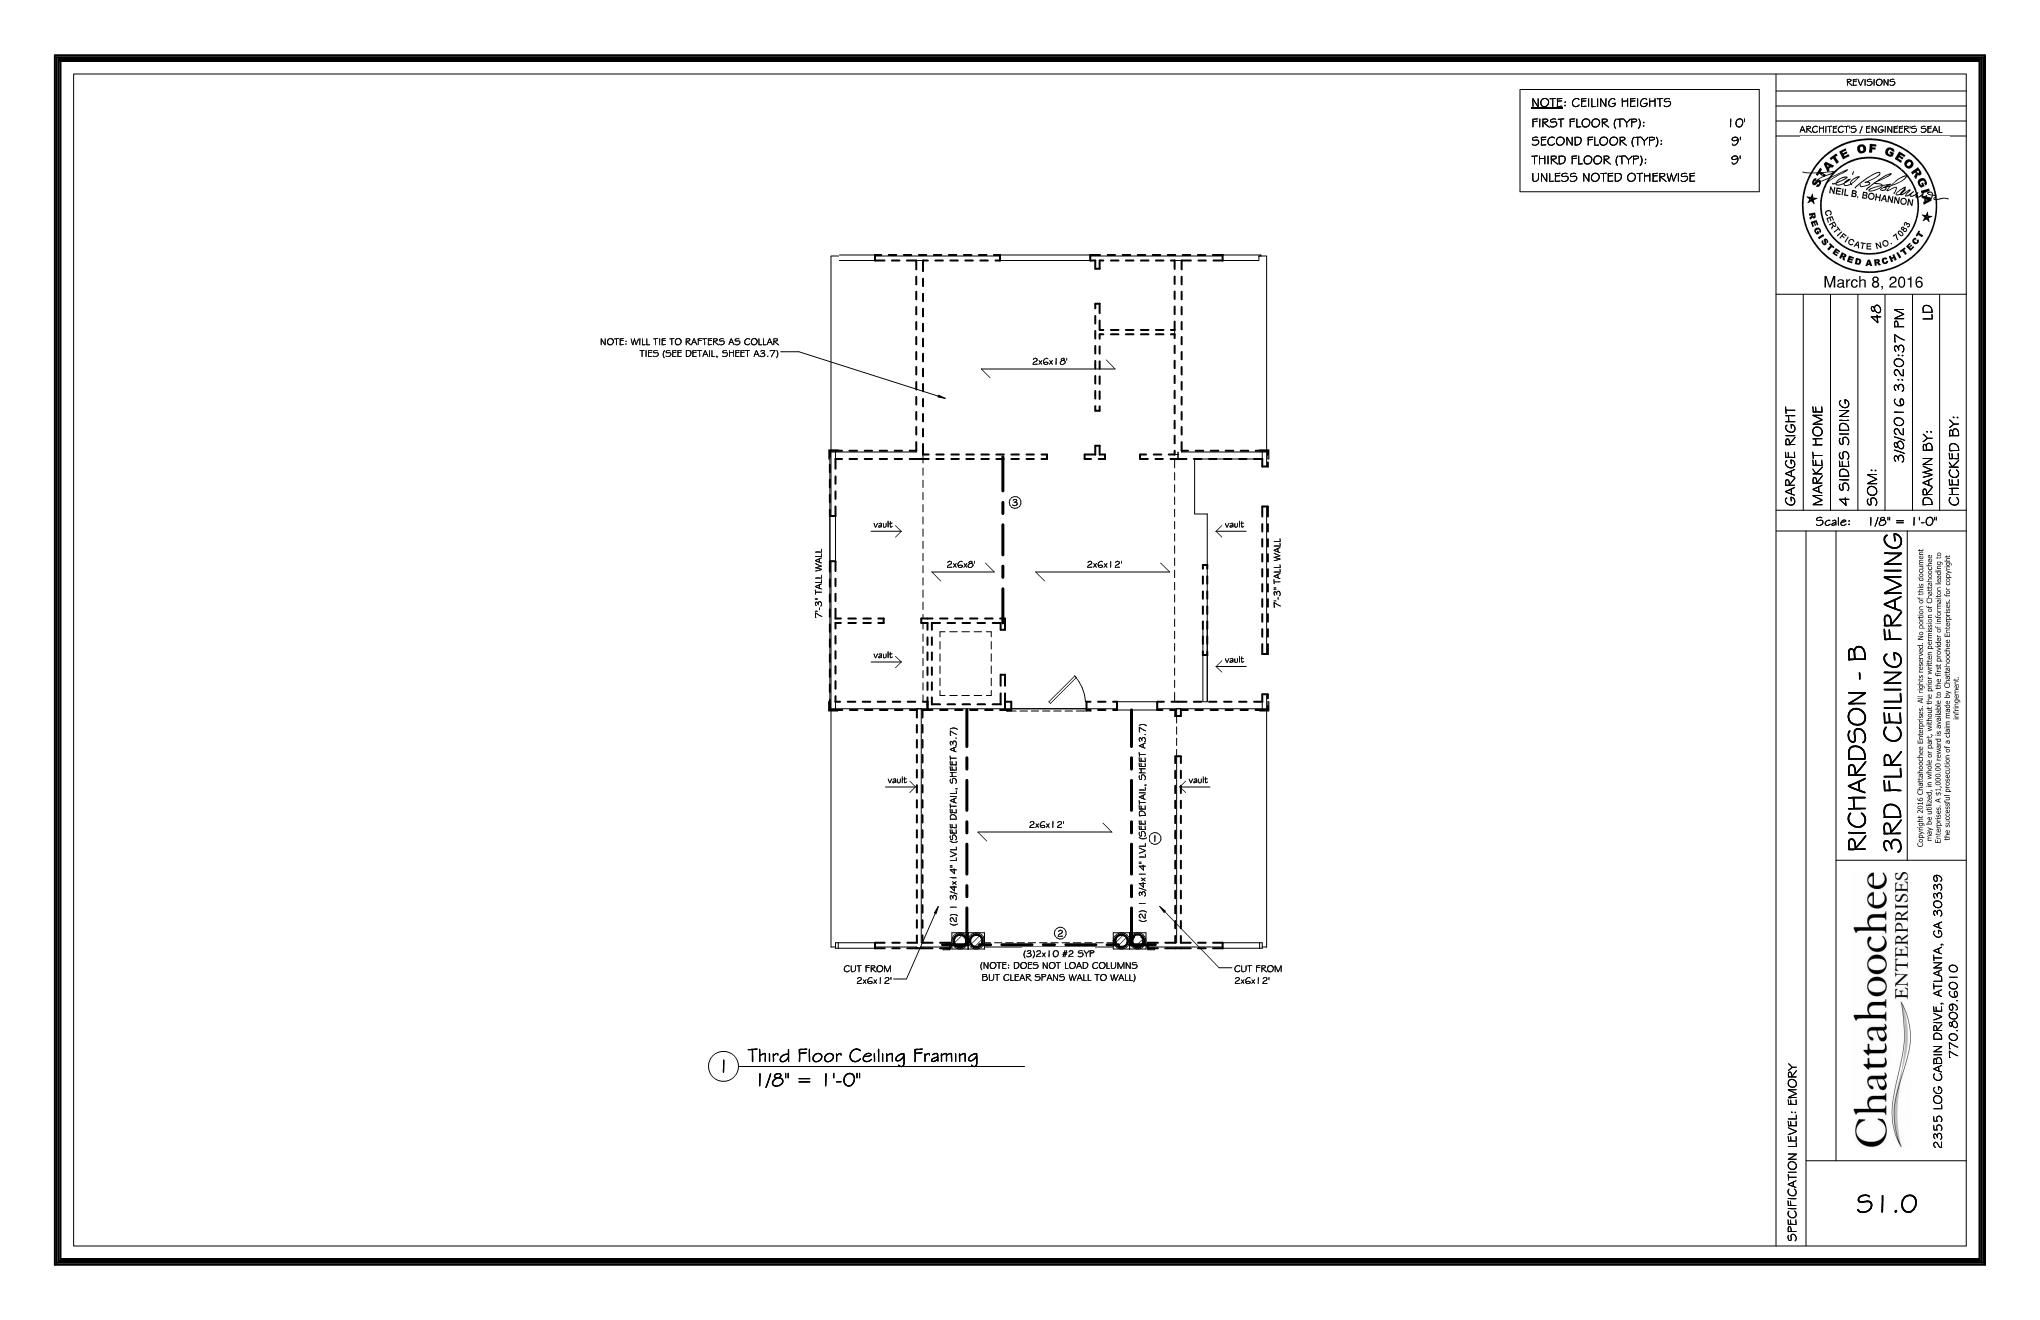 NOTE: CEILING HEIGHTS
FIRST FLOOR (TYP): 10'
SECOND FLOOR (TYP): 9'
THIRD FLOOR (TYP): 9'
UNLESS NOTED OTHERWISE
NOTE: WILL TIE TO RAFTERS AS COLLAR
TIES (SEE DETAIL, SHEET A3.7)
2x6x18'
3
vault
vault
7'-3" TALL WALL
7'-3" TALL WALL
2x6x8'
2x6x12'
vault
vault
(2) 1 3/4x14" LVL (SEE DETAIL, SHEET A3.7)
(2) 1 3/4x14" LVL (SEE DETAIL, SHEET A3.7)
vault
vault
2x6x12'
1
2
(3)2x10 #2 SYP
(NOTE: DOES NOT LOAD COLUMNS
BUT CLEAR SPANS WALL TO WALL)
CUT FROM
2x6x12'
CUT FROM
2x6x12'
1
Third Floor Ceiling Framing
1/8" = 1'-0"
REVISIONS
ARCHITECT'S / ENGINEER'S SEAL
STATE OF GEORGIA
NEIL B. BOHANNON
CERTIFICATE NO. 7083
REGISTERED ARCHITECT
March 8, 2016
GARAGE RIGHT
MARKET HOME
4 SIDES SIDING
SOM: 48
3/8/2016 3:20:37 PM
DRAWN BY: LD
CHECKED BY:
Scale: 1/8" = 1'-0"
RICHARDSON - B
3RD FLR CEILING FRAMING
Copyright 2016 Chattahoochee Enterprises. All rights reserved. No portion of this document
may be utilized, in whole or part, without the prior written permission of Chattahoochee
Enterprises. A $1,000.00 reward is available to the first provider of informaiton leading to
the successful prosecution of a claim made by Chattahoochee Enterprises. for copyright
infringement.
Chattahoochee
ENTERPRISES
2355 LOG CABIN DRIVE, ATLANTA, GA 30339
770.809.6010
SPECIFICATION LEVEL: EMORY
S1.0